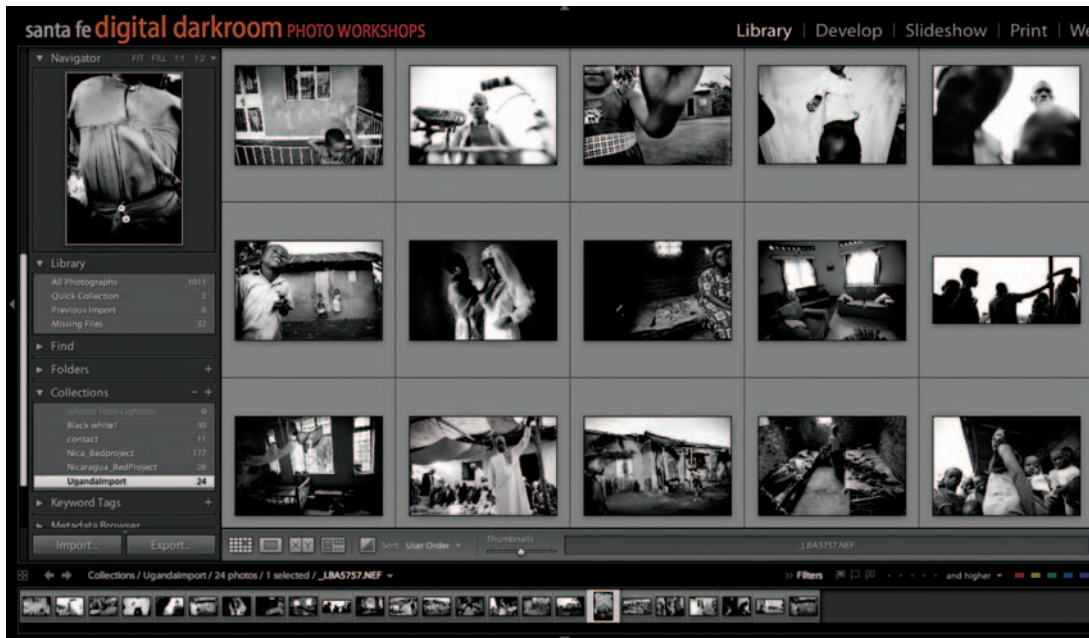 santa fe digital darkroom PHOTO WORKSHOPS
Library | Develop | Slideshow | Print | We
Navigator FIT FILL 1:1 1:2
Library
All Photographs 1011
Quick Collection 2
Previous Import 8
Missing Files 32
Find
Folders +
Collections - +
0
Black white1 30
contact 11
Nica_BedProject 177
Nicaragua_BedProject 28
UgandaImport 24
Keyword Tags +
Metadata Browser
Import... Export...
XY Sort: User Order Thumbnails _LBA5757.NEF
Collections / UgandaImport / 24 photos / 1 selected / _LBA5757.NEF
Filters and higher